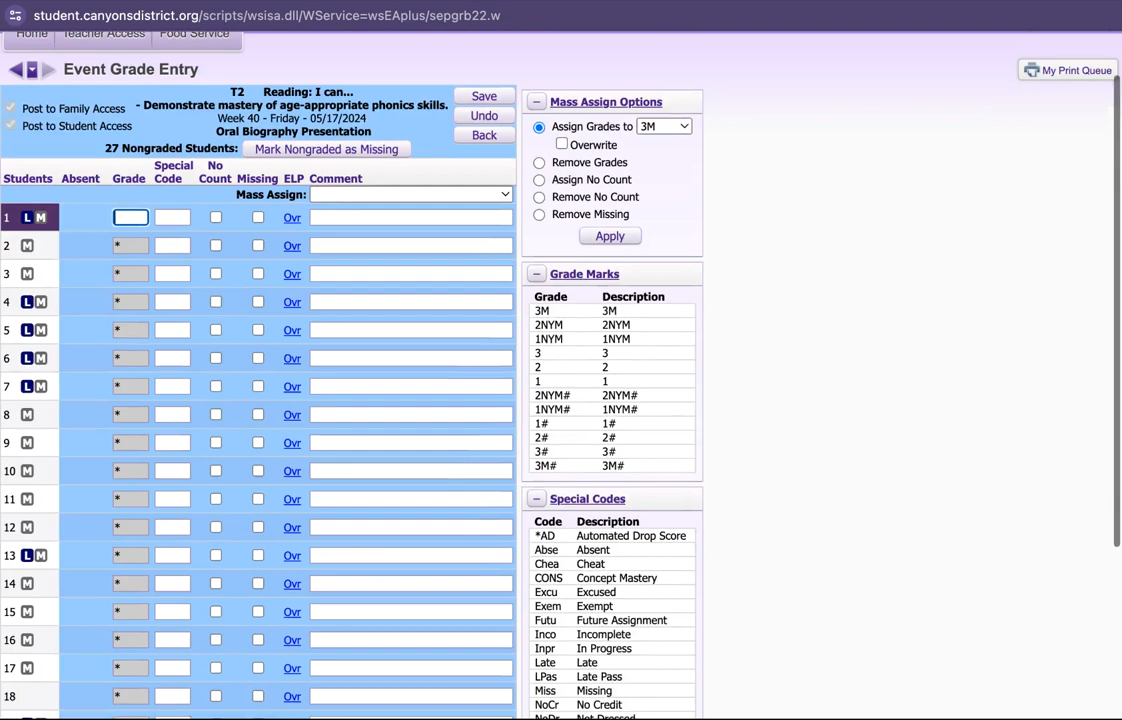 student.canyonsdistrict.org/scripts/wsisa.dll/WService=wsEAplus/sepgrb22.w
Home Teacher Access Food Service
Event Grade Entry
My Print Queue
Post to Family Access
Post to Student Access
T2 Reading: I can...
- Demonstrate mastery of age-appropriate phonics skills.
Week 40 - Friday - 05/17/2024
Oral Biography Presentation
27 Nongraded Students: Mark Nongraded as Missing
Save
Undo
Back
Students Absent Grade Special Code No Count Missing ELP Comment
Mass Assign:
1 L M Ovr
2 M * Ovr
3 M * Ovr
4 L M * Ovr
5 L M * Ovr
6 L M * Ovr
7 L M * Ovr
8 M * Ovr
9 M * Ovr
10 M * Ovr
11 M * Ovr
12 M * Ovr
13 L M * Ovr
14 M * Ovr
15 M * Ovr
16 M * Ovr
17 M * Ovr
18 * Ovr
Mass Assign Options
Assign Grades to 3M
Overwrite
Remove Grades
Assign No Count
Remove No Count
Remove Missing
Apply
Grade Marks
Grade Description
3M 3M
2NYM 2NYM
1NYM 1NYM
3 3
2 2
1 1
2NYM# 2NYM#
1NYM# 1NYM#
1# 1#
2# 2#
3# 3#
3M# 3M#
Special Codes
Code Description
*AD Automated Drop Score
Abse Absent
Chea Cheat
CONS Concept Mastery
Excu Excused
Exem Exempt
Futu Future Assignment
Inco Incomplete
Inpr In Progress
Late Late
LPas Late Pass
Miss Missing
NoCr No Credit
NoDr Not Dressed